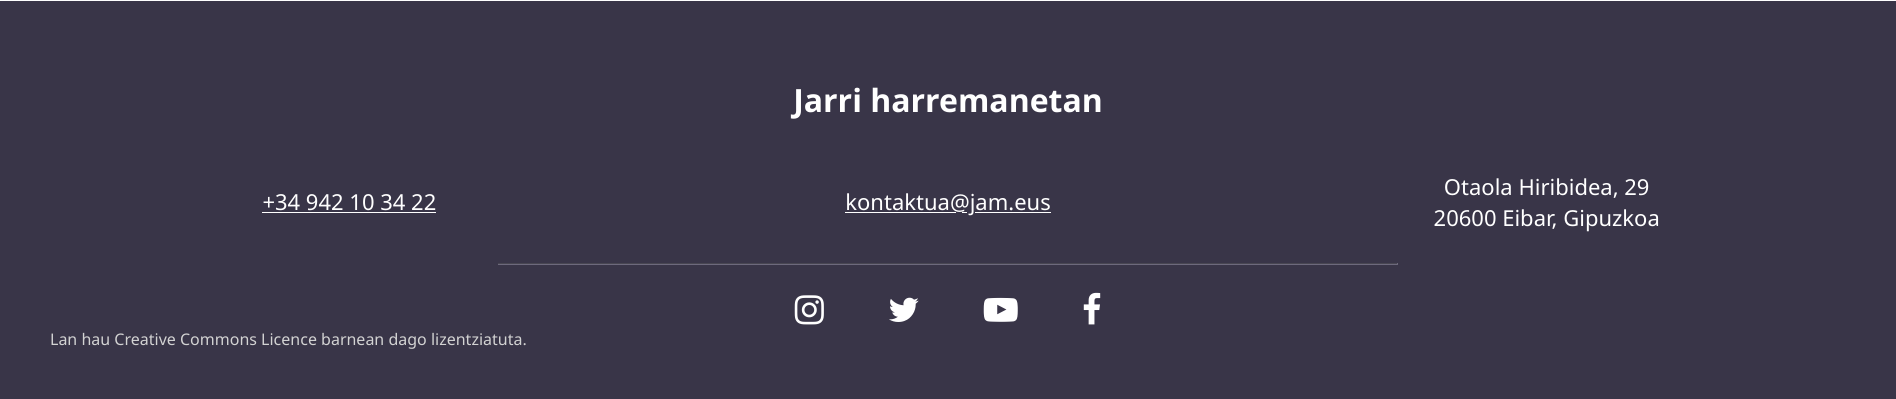 Jarri harremanetan
+34 942 10 34 22
kontaktua@jam.eus
Otaola Hiribidea, 29
20600 Eibar, Gipuzkoa
Lan hau Creative Commons Licence barnean dago lizentziatuta.